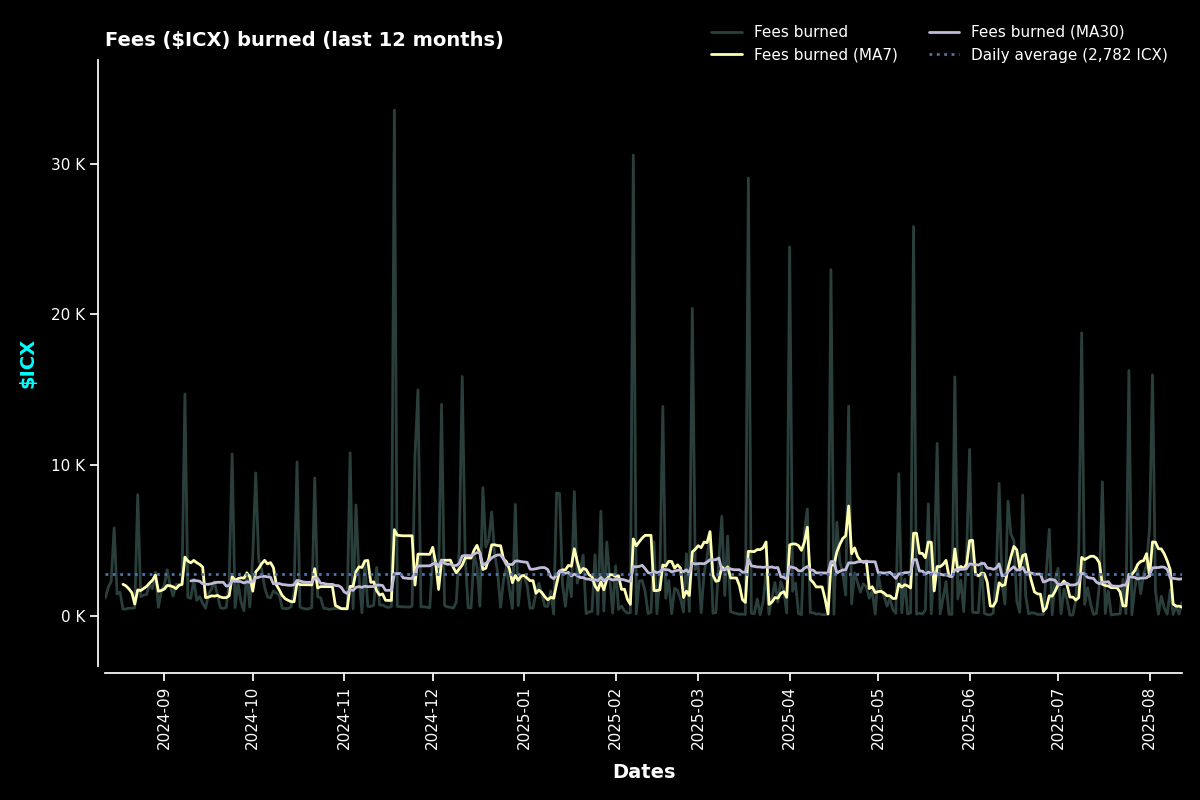 Fees ($ICX) burned (last 12 months)
Fees burned
Fees burned (MA7)
Fees burned (MA30)
Daily average (2,782 ICX)
30 K
20 K
10 K
0 K
$ICX
2024-09
2024-10
2024-11
2024-12
2025-01
2025-02
2025-03
2025-04
2025-05
2025-06
2025-07
2025-08
Dates